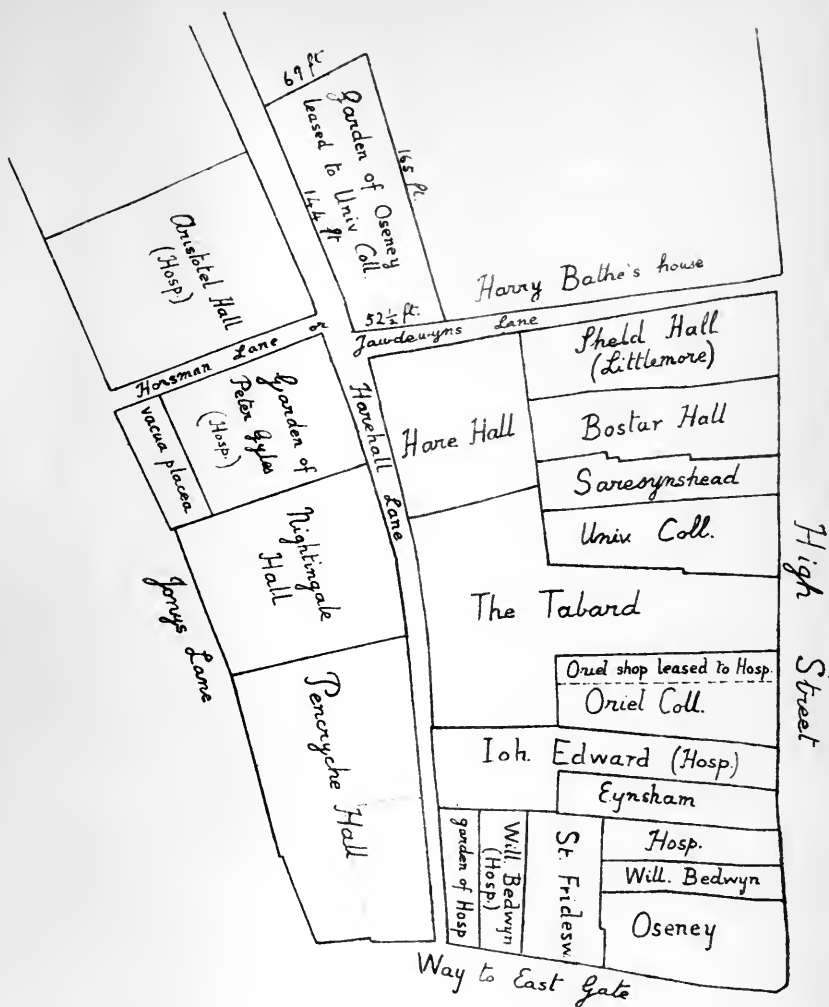 69 ft
Garden of Oseney
leased to Univ Coll.
144 ft
165 ft.
52½ ft.
Harry Bathe's house
Aristotel Hall
(Hosp.)
Horsman Lane or
Jawdewyns Lane
Sheld Hall
(Littlemore)
Bostur Hall
Saresynshead
Univ. Coll.
Hare Hall
Harehall Lane
Garden of
Peter Gyles
(Hosp.)
vacua placea
Nightingale
Hall
Jonys Lane
The Tabard
High Street
Oriel shop leased to Hosp.
Oriel Coll.
Pencryche Hall
Ioh. Edward (Hosp.)
Eynsham
garden of Hosp
Will. Bedwyn
(Hosp.)
St. Fridesw.
Hosp.
Will. Bedwyn
Oseney
Way to East Gate